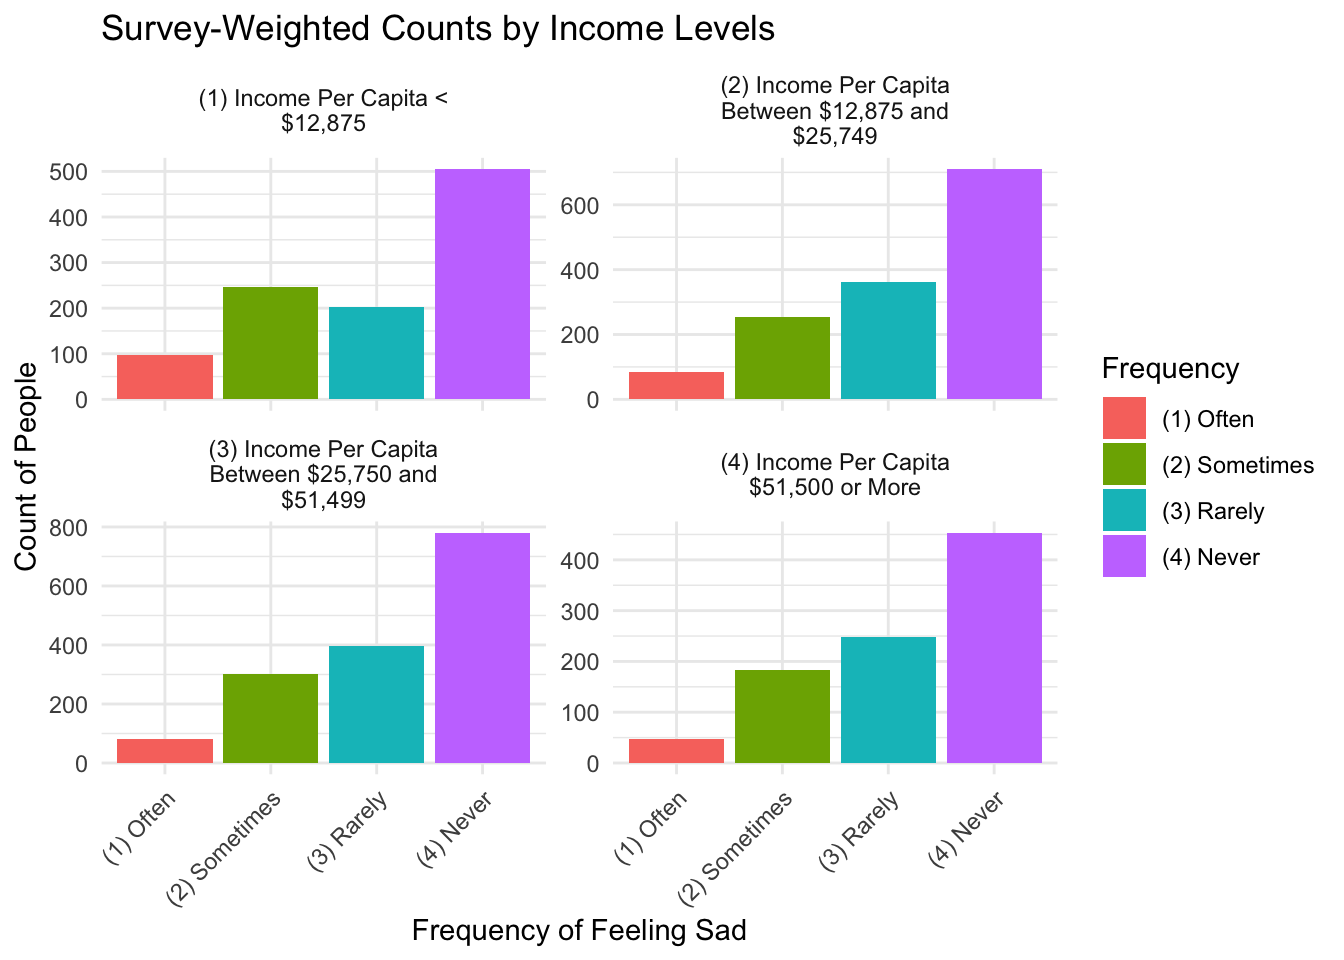 Survey-Weighted Counts by Income Levels
(1) Income Per Capita <
$12,875
(2) Income Per Capita
Between $12,875 and
$25,749
500
400
300
200
100
0
600
400
200
0
(3) Income Per Capita
Between $25,750 and
$51,499
(4) Income Per Capita
$51,500 or More
800
600
400
200
0
400
300
200
100
0
(1) Often
(2) Sometimes
(3) Rarely
(4) Never
(1) Often
(2) Sometimes
(3) Rarely
(4) Never
Count of People
Frequency of Feeling Sad
Frequency
(1) Often
(2) Sometimes
(3) Rarely
(4) Never